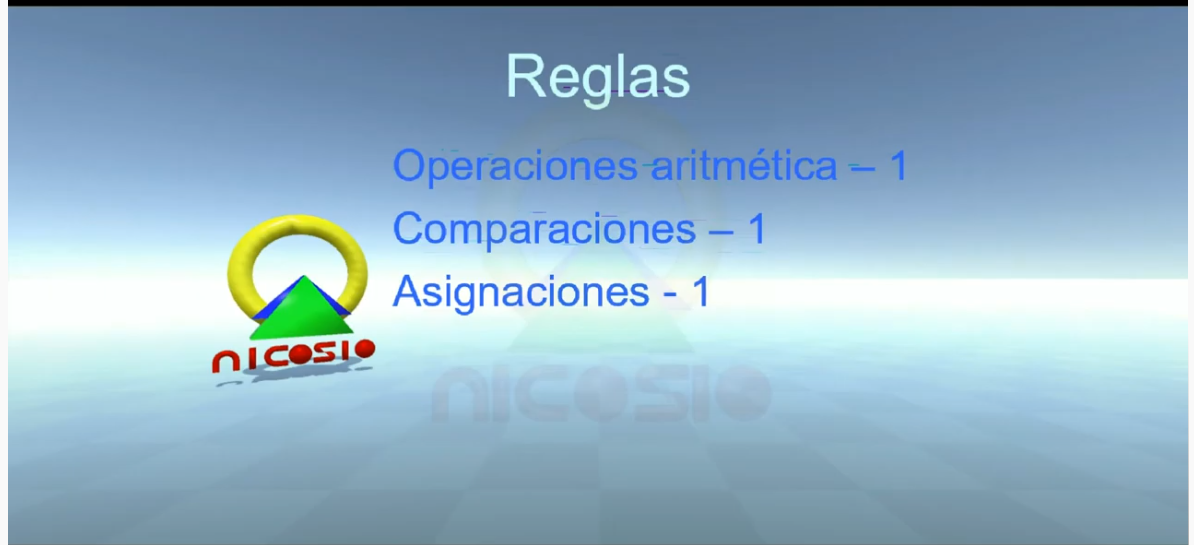 Reglas
Operaciones aritmética – 1
Comparaciones – 1
Asignaciones - 1
nicosio
nicosio